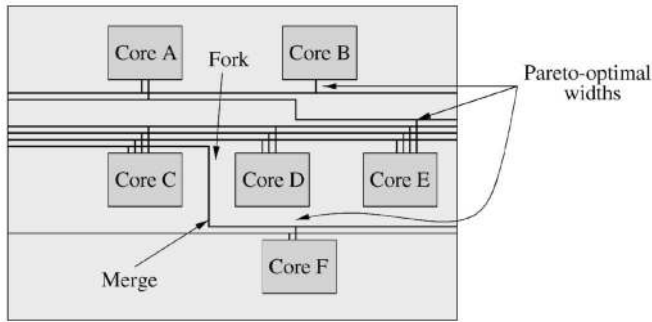 Core A
Core B
Fork
Pareto-optimal
widths
Core C
Core D
Core E
Merge
Core F